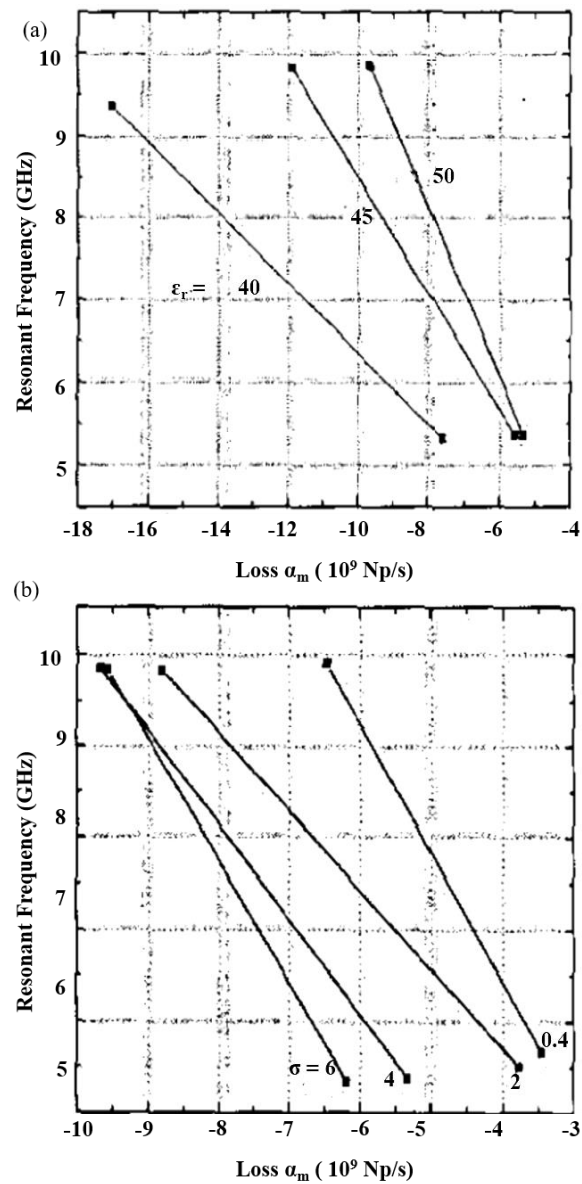 (a)
10
9
8
7
6
5
Resonant Frequency (GHz)
50
45
εr = 40
-18 -16 -14 -12 -10 -8 -6 -4
Loss αm ( 10⁹ Np/s)
(b)
10
9
8
7
6
5
Resonant Frequency (GHz)
0.4
σ = 6 4 2
-10 -9 -8 -7 -6 -5 -4 -3
Loss αm ( 10⁹ Np/s)